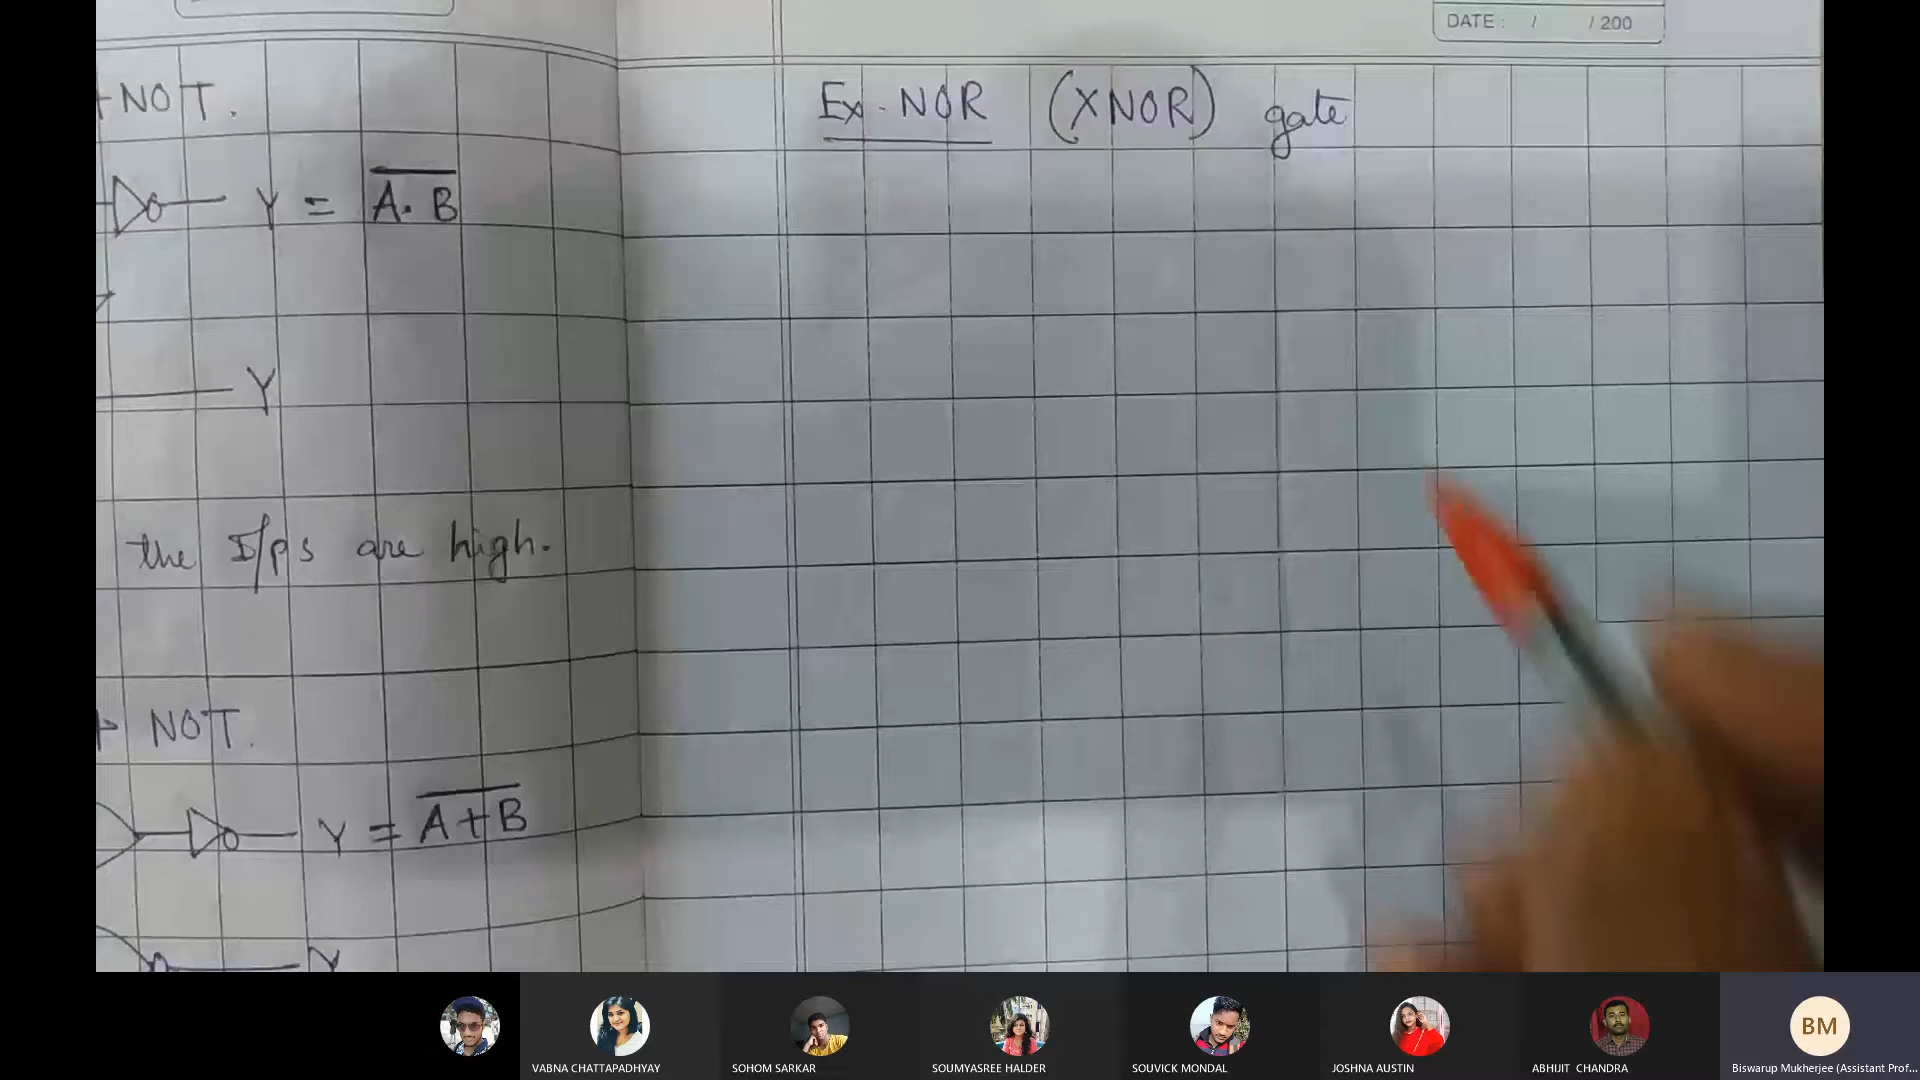 DATE : / / 200
+ NOT.
Y = A. B
Y
the I/ps are high.
+ NOT.
Y = A+B
Y
Ex-NOR (XNOR) gate
VABNA CHATTAPADHYAY
SOHOM SARKAR
SOUMYASREE HALDER
SOUVICK MONDAL
JOSHNA AUSTIN
ABHIJIT CHANDRA
BM
Biswarup Mukherjee (Assistant Prof...